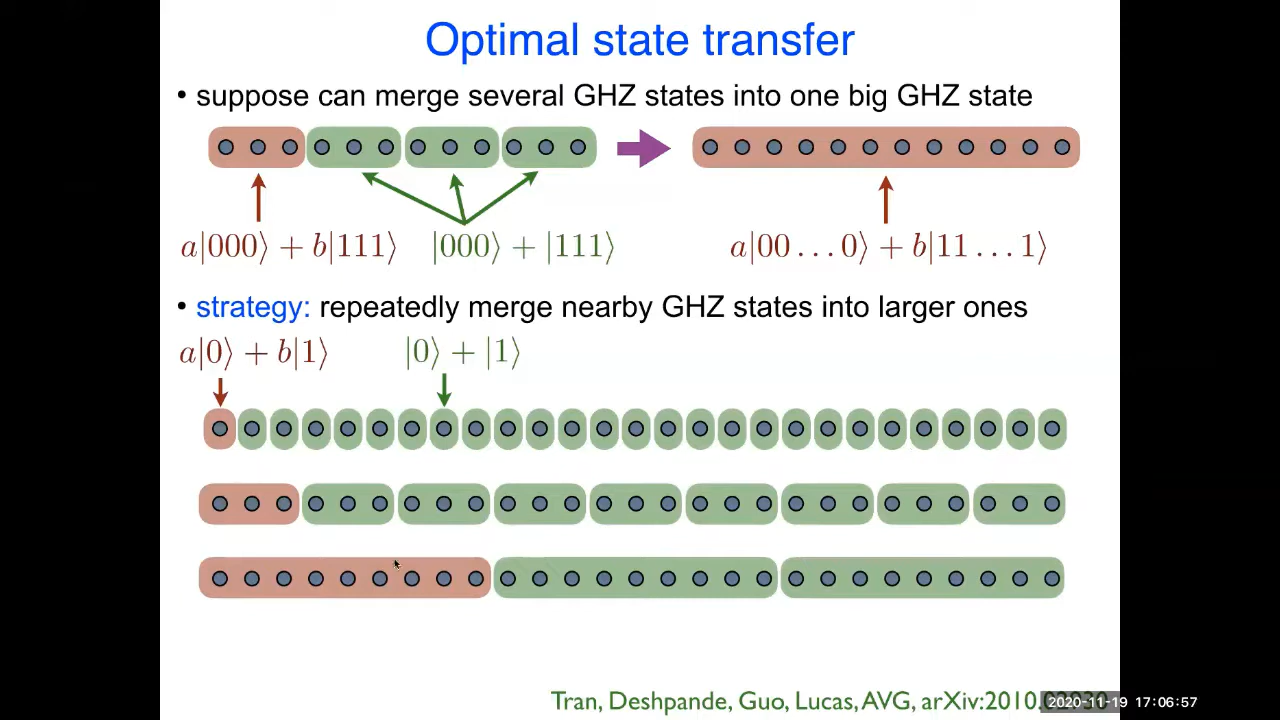 Optimal state transfer
• suppose can merge several GHZ states into one big GHZ state
a|000⟩ + b|111⟩ |000⟩ + |111⟩ a|00...0⟩ + b|11...1⟩
• strategy: repeatedly merge nearby GHZ states into larger ones
a|0⟩ + b|1⟩ |0⟩ + |1⟩
Tran, Deshpande, Guo, Lucas, AVG, arXiv:2010.
2020-11-19 17:06:57